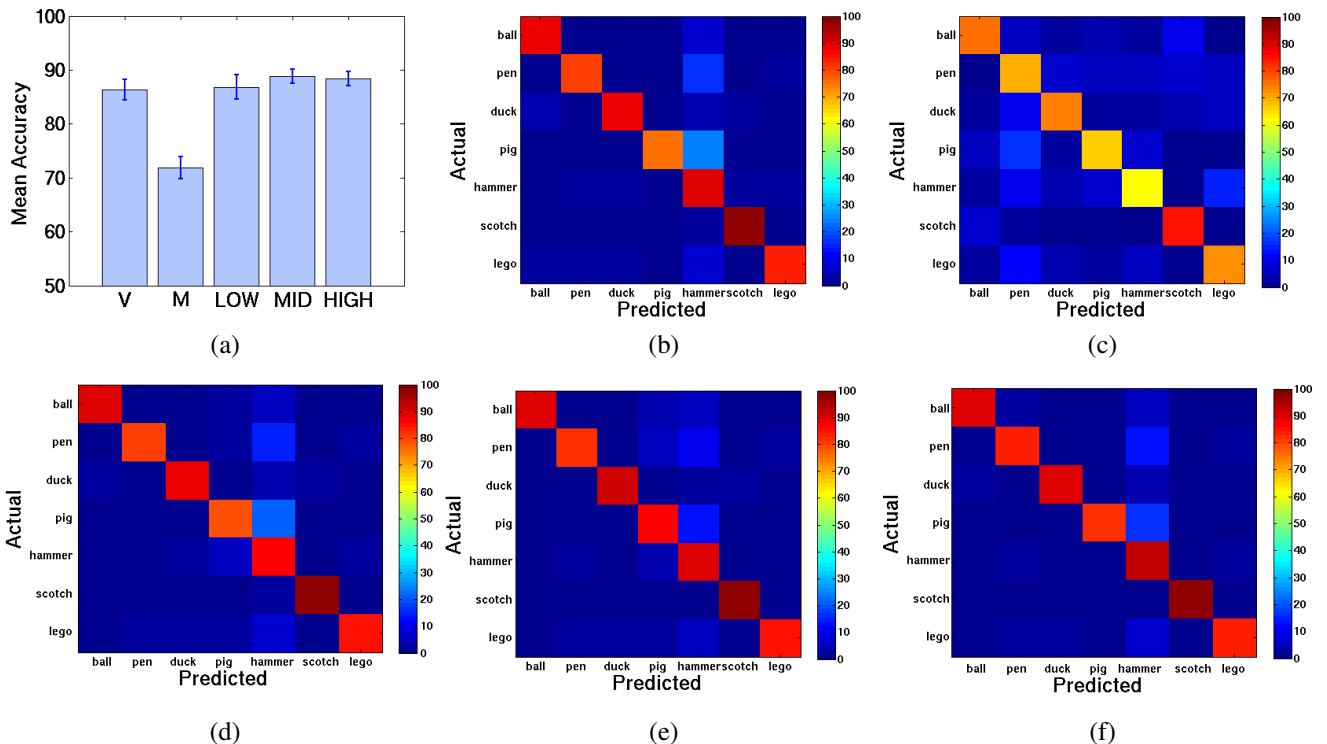 100
90
80
70
60
50
Mean Accuracy
V M LOW MID HIGH
(a)
Actual
ball
pen
duck
pig
hammer
scotch
lego
ball pen duck pig hammer scotch lego
Predicted
100
90
80
70
60
50
40
30
20
10
0
(b)
Actual
ball
pen
duck
pig
hammer
scotch
lego
ball pen duck pig hammer scotch lego
Predicted
100
90
80
70
60
50
40
30
20
10
0
(c)
Actual
ball
pen
duck
pig
hammer
scotch
lego
ball pen duck pig hammer scotch lego
Predicted
100
90
80
70
60
50
40
30
20
10
0
(d)
Actual
ball
pen
duck
pig
hammer
scotch
lego
ball pen duck pig hammer scotch lego
Predicted
100
90
80
70
60
50
40
30
20
10
0
(e)
Actual
ball
pen
duck
pig
hammer
scotch
lego
ball pen duck pig hammer scotch lego
Predicted
100
90
80
70
60
50
40
30
20
10
0
(f)